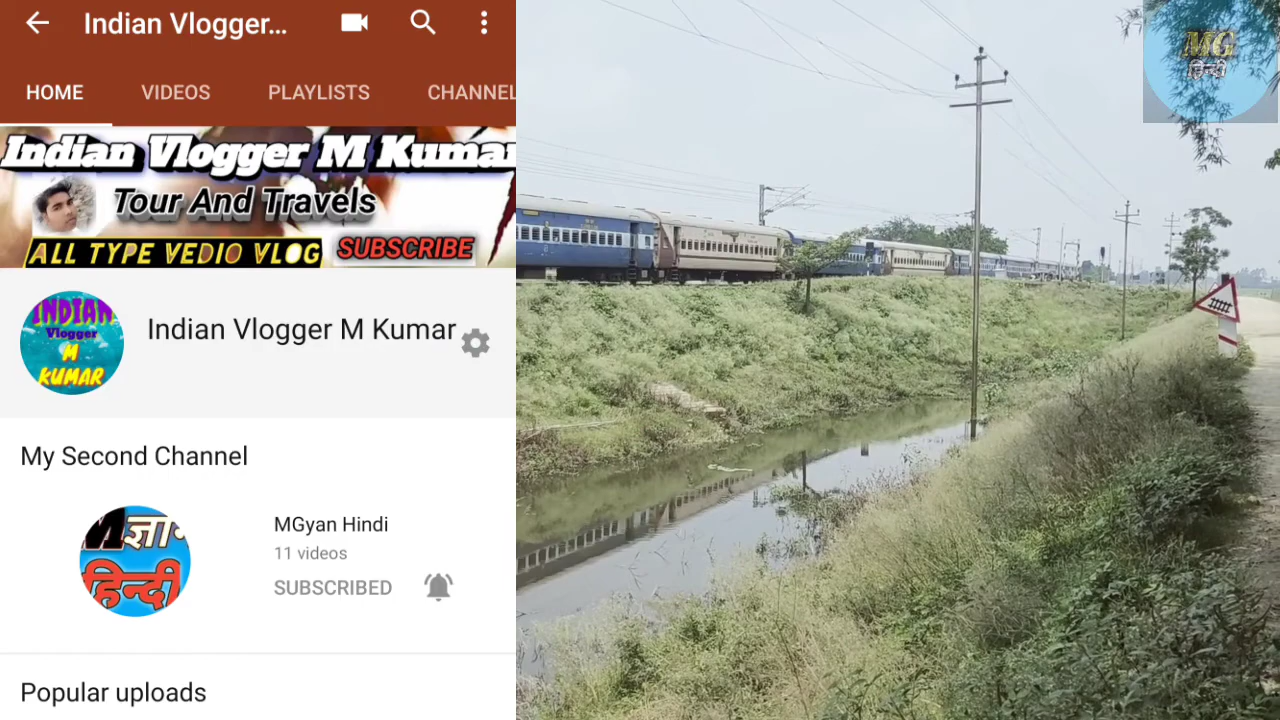 Indian Vlogger...
HOME VIDEOS PLAYLISTS CHANNEL
Indian Vlogger M Kumar
Tour And Travels
ALL TYPE VEDIO VLOG SUBSCRIBE
INDIAN
Vlogger
M
KUMAR
Indian Vlogger M Kumar
My Second Channel
Mज्ञान
हिन्दी
MGyan Hindi
11 videos
SUBSCRIBED
Popular uploads
MG
हिन्दी